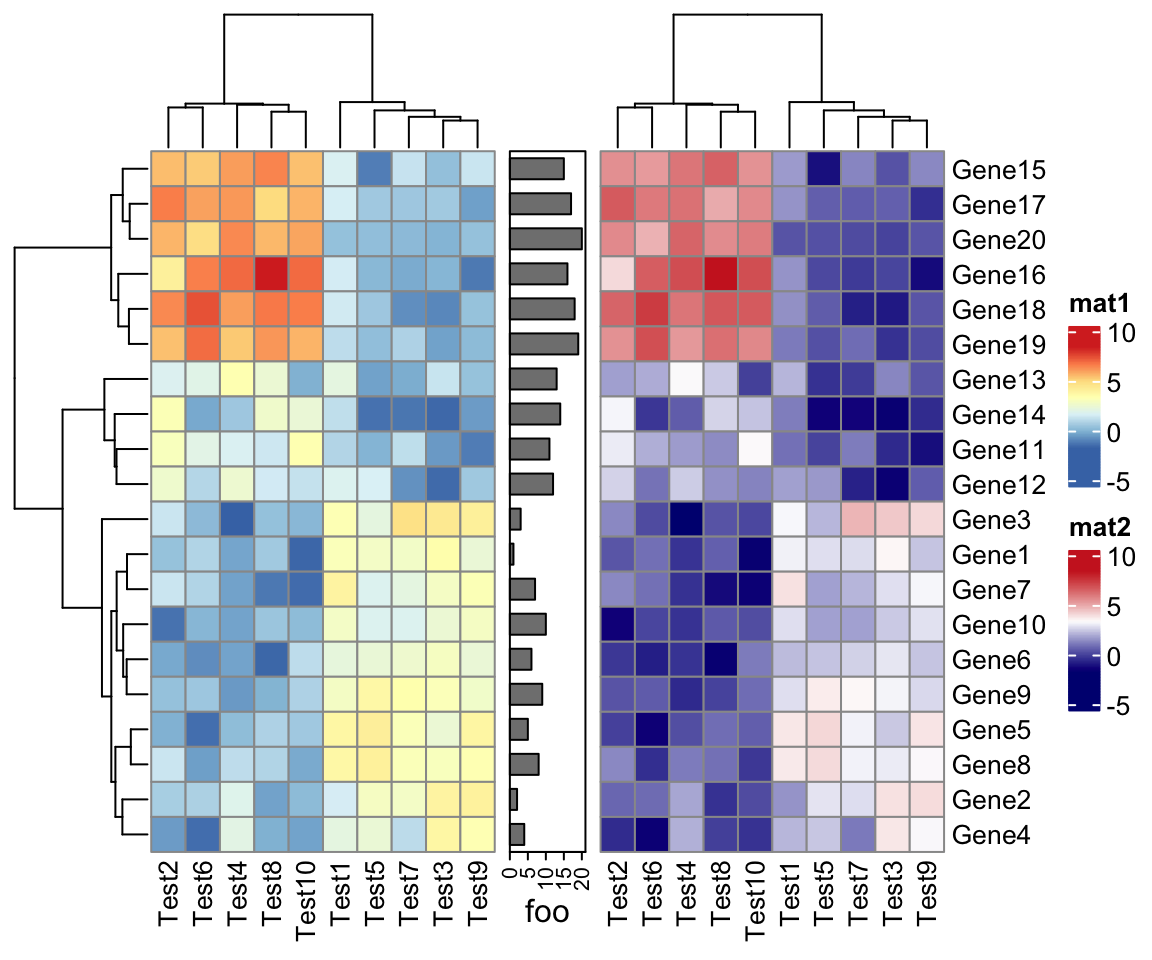 Gene15
Gene17
Gene20
Gene16
Gene18
Gene19
Gene13
Gene14
Gene11
Gene12
Gene3
Gene1
Gene7
Gene10
Gene6
Gene9
Gene5
Gene8
Gene2
Gene4
Test2 Test6 Test4 Test8 Test10 Test1 Test5 Test7 Test3 Test9
0 5 10 15 20
foo
Test2 Test6 Test4 Test8 Test10 Test1 Test5 Test7 Test3 Test9
mat1
10
5
0
-5
mat2
10
5
0
-5